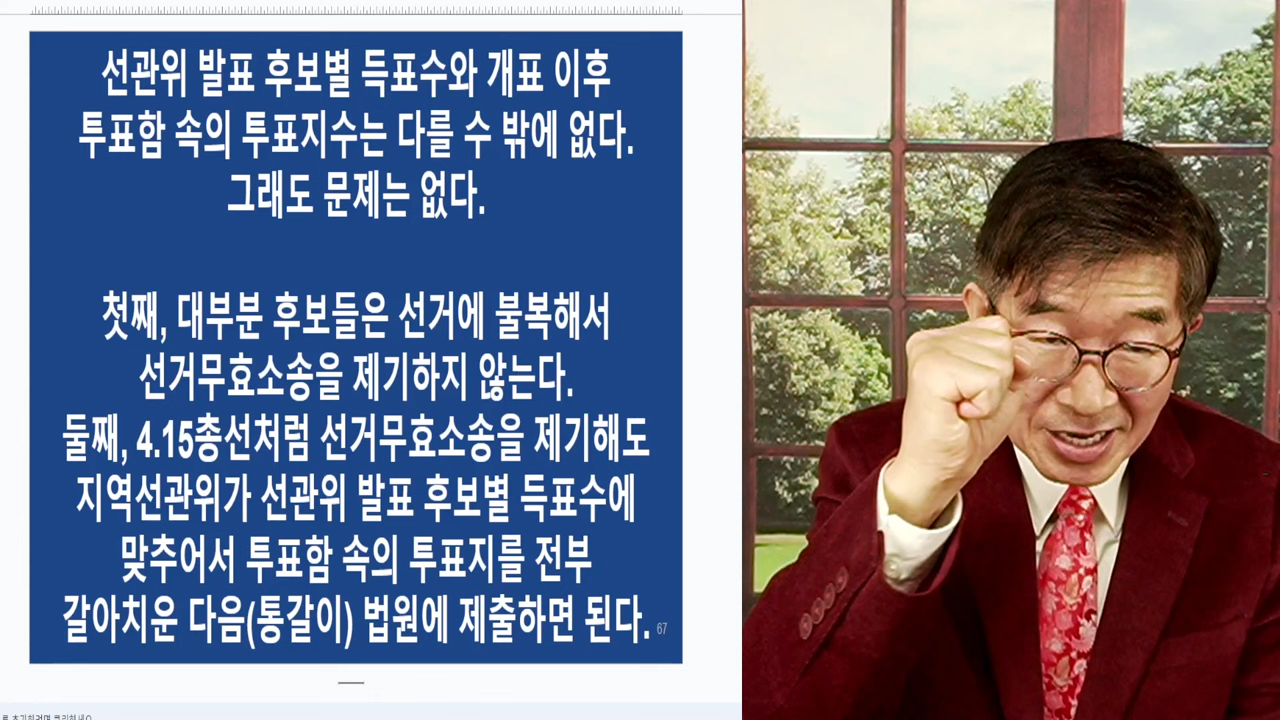 선관위 발표 후보별 득표수와 개표 이후
투표함 속의 투표지수는 다를 수 밖에 없다.
그래도 문제는 없다.
첫째, 대부분 후보들은 선거에 불복해서
선거무효소송을 제기하지 않는다.
둘째, 4.15총선처럼 선거무효소송을 제기해도
지역선관위가 선관위 발표 후보별 득표수에
맞추어서 투표함 속의 투표지를 전부
갈아치운 다음(통갈이) 법원에 제출하면 된다.
67